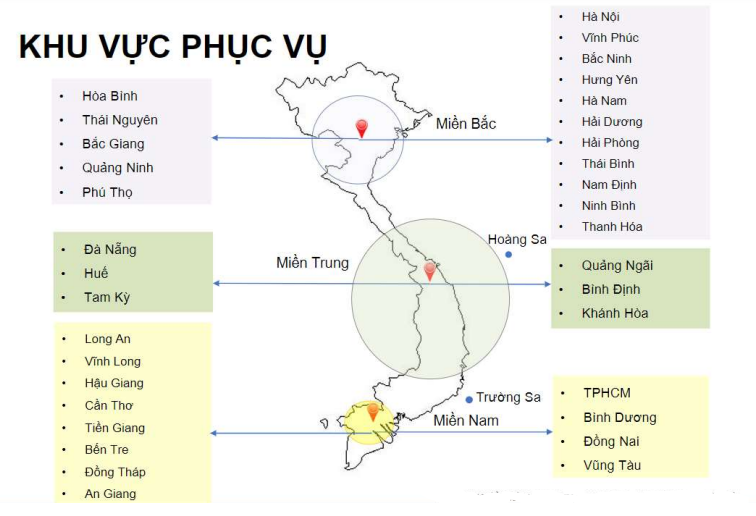 KHU VỰC PHỤC VỤ
• Hòa Bình
• Thái Nguyên
• Bắc Giang
• Quảng Ninh
• Phú Thọ
Miền Bắc
• Hà Nội
• Vĩnh Phúc
• Bắc Ninh
• Hưng Yên
• Hà Nam
• Hải Dương
• Hải Phòng
• Thái Bình
• Nam Định
• Ninh Bình
• Thanh Hóa
• Đà Nẵng
• Huế
• Tam Kỳ
Miền Trung
Hoàng Sa
• Quảng Ngãi
• Bình Định
• Khánh Hòa
• Long An
• Vĩnh Long
• Hậu Giang
• Cần Thơ
• Tiền Giang
• Bến Tre
• Đồng Tháp
• An Giang
Trường Sa
Miền Nam
• TPHCM
• Bình Dương
• Đồng Nai
• Vũng Tàu